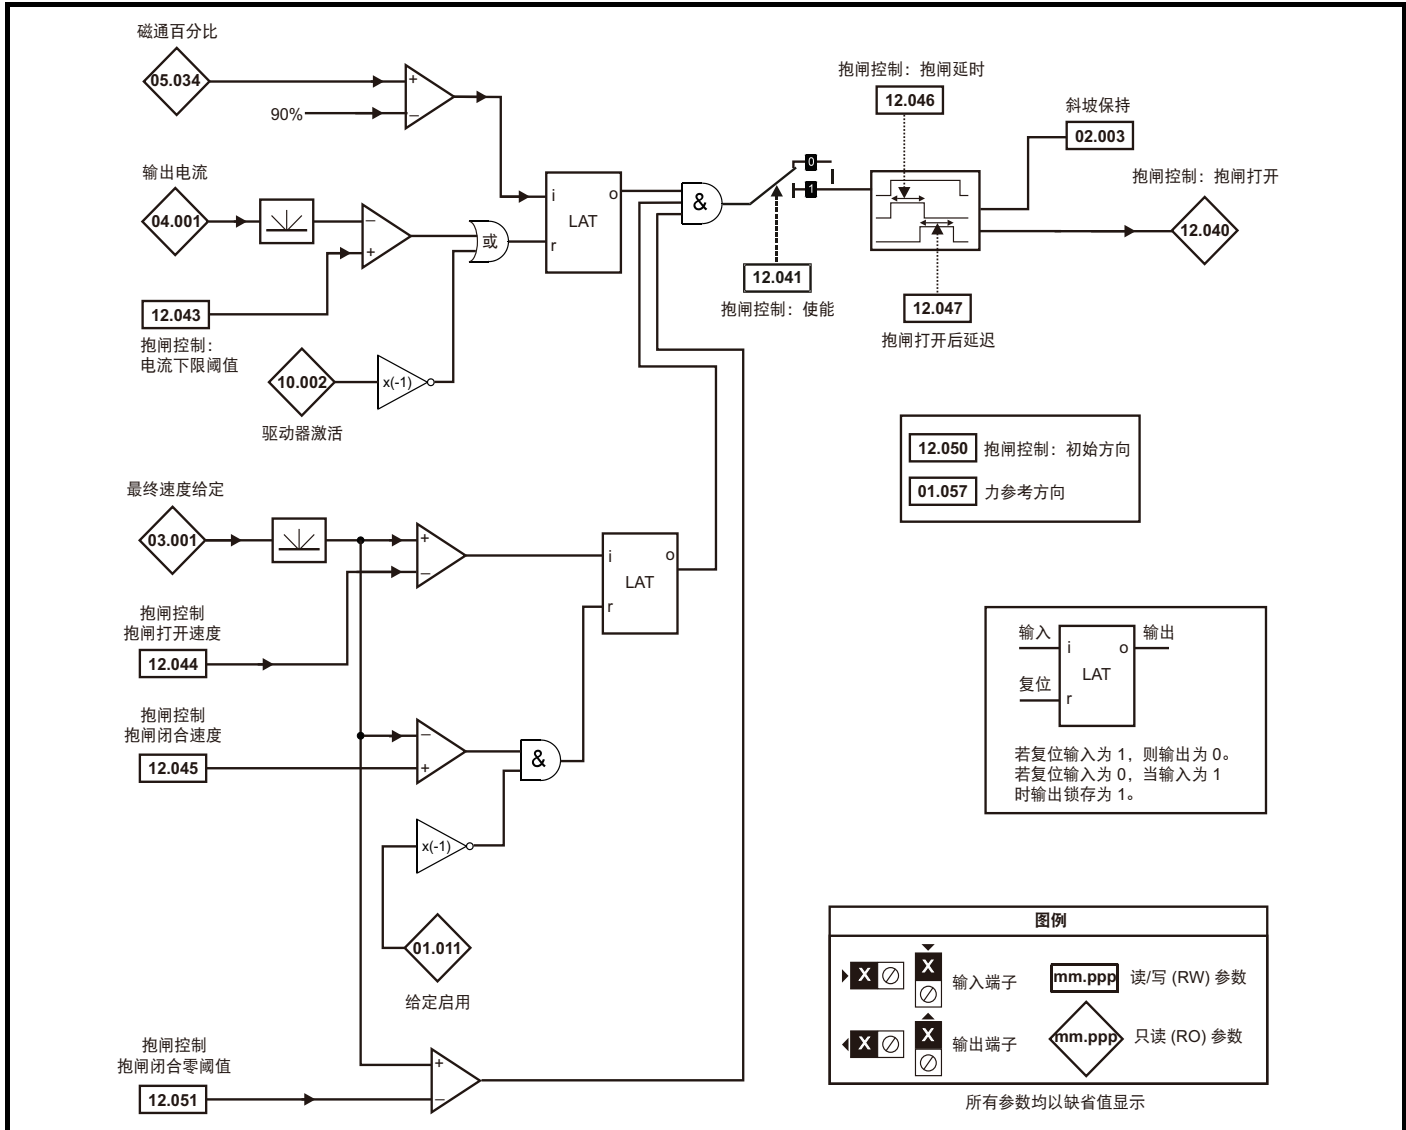 磁通百分比
05.034
+
90%
−
输出电流
04.001
−
+
12.043
抱闸控制：
电流下限阈值
10.002
驱动器激活
x(-1)
或
i
o
LAT
r
&
0
1
12.041
抱闸控制：使能
抱闸控制：抱闸延时
12.046
12.047
抱闸打开后延迟
斜坡保持
02.003
抱闸控制：抱闸打开
12.040
12.050 抱闸控制：初始方向
01.057 力参考方向
最终速度给定
03.001
+
−
抱闸控制
抱闸打开速度
12.044
i
o
LAT
r
抱闸控制
抱闸闭合速度
12.045
−
+
&
x(-1)
01.011
给定启用
抱闸控制
抱闸闭合零阈值
12.051
+
−
输入
i
o
输出
LAT
复位
r
若复位输入为 1，则输出为 0。
若复位输入为 0，当输入为 1
时输出锁存为 1。
图例
X
X
输入端子
mm.ppp
读/写 (RW) 参数
X
X
输出端子
mm.ppp
只读 (RO) 参数
所有参数均以缺省值显示